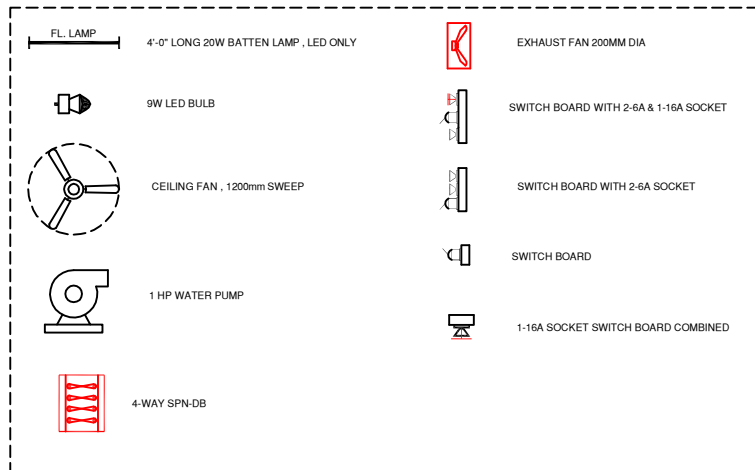 FL. LAMP
4'-0" LONG 20W BATTEN LAMP , LED ONLY
9W LED BULB
CEILING FAN , 1200mm SWEEP
1 HP WATER PUMP
4-WAY SPN-DB
EXHAUST FAN 200MM DIA
SWITCH BOARD WITH 2-6A & 1-16A SOCKET
SWITCH BOARD WITH 2-6A SOCKET
SWITCH BOARD
1-16A SOCKET SWITCH BOARD COMBINED